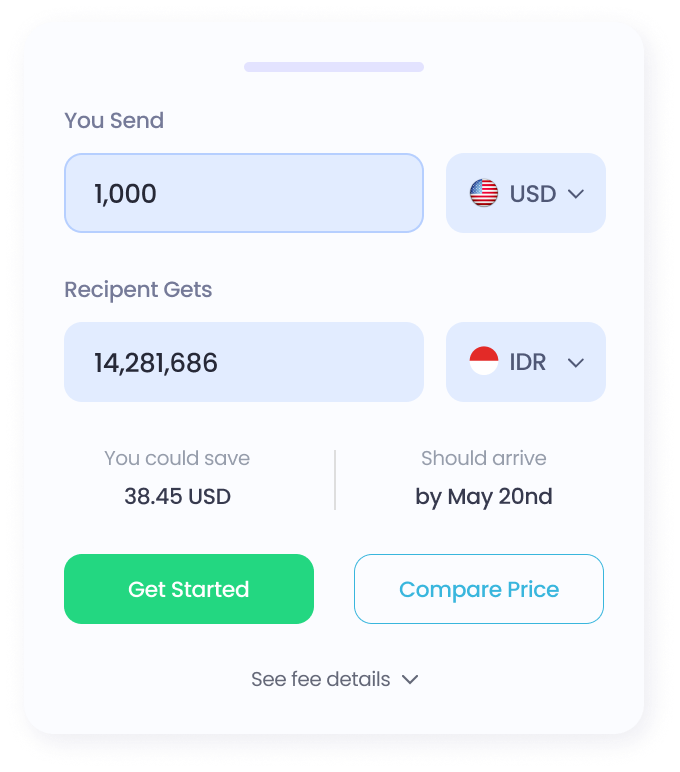 You Send
1,000
USD
Recipent Gets
14,281,686
IDR
You could save
38.45 USD
Should arrive
by May 20nd
Get Started
Compare Price
See fee details